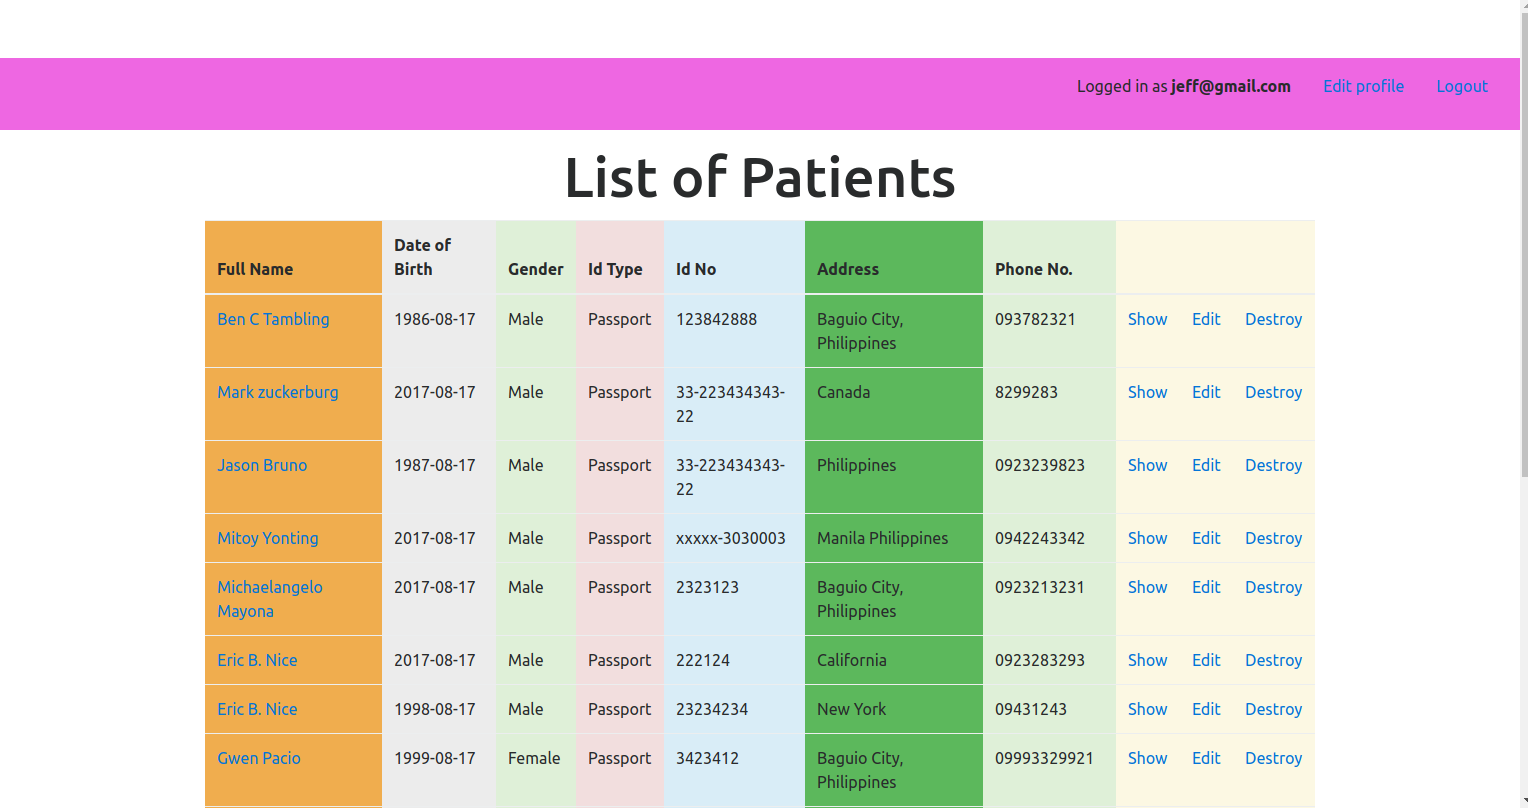 Logged in as jeff@gmail.com Edit profile Logout
List of Patients
Full Name Date of Birth Gender Id Type Id No Address Phone No.
Ben C Tambling 1986-08-17 Male Passport 123842888 Baguio City, Philippines 093782321 Show Edit Destroy
Mark zuckerburg 2017-08-17 Male Passport 33-223434343-22 Canada 8299283 Show Edit Destroy
Jason Bruno 1987-08-17 Male Passport 33-223434343-22 Philippines 0923239823 Show Edit Destroy
Mitoy Yonting 2017-08-17 Male Passport xxxxx-3030003 Manila Philippines 0942243342 Show Edit Destroy
Michaelangelo Mayona 2017-08-17 Male Passport 2323123 Baguio City, Philippines 0923213231 Show Edit Destroy
Eric B. Nice 2017-08-17 Male Passport 222124 California 0923283293 Show Edit Destroy
Eric B. Nice 1998-08-17 Male Passport 23234234 New York 09431243 Show Edit Destroy
Gwen Pacio 1999-08-17 Female Passport 3423412 Baguio City, Philippines 09993329921 Show Edit Destroy